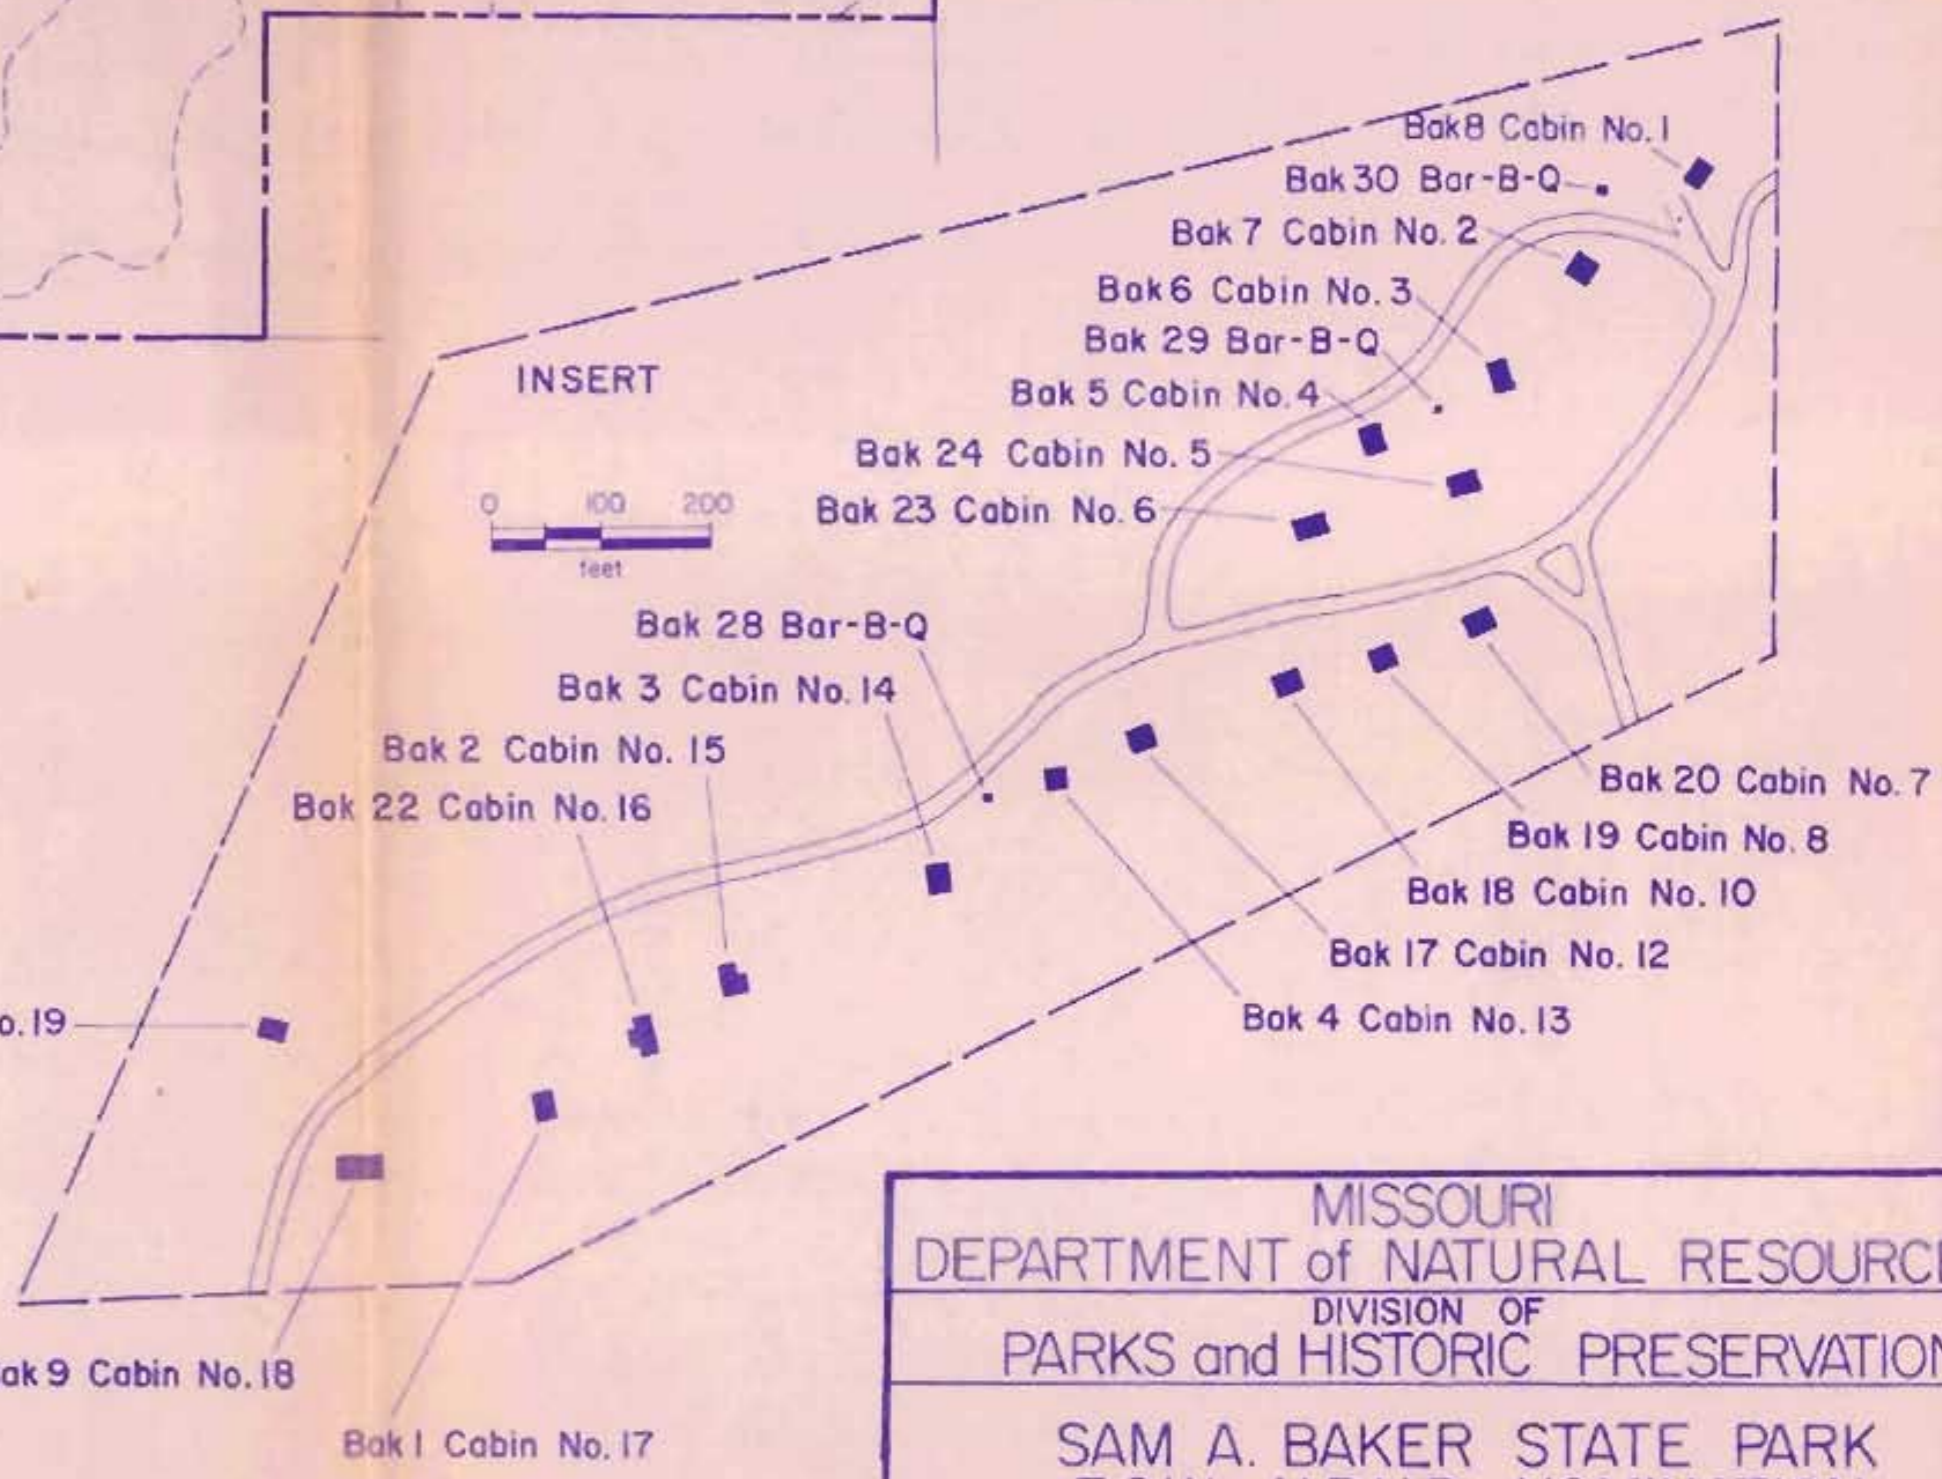 Bak8 Cabin No. 1
Bak 30 Bar-B-Q
Bak 7 Cabin No. 2
Bak6 Cabin No. 3
Bak 29 Bar-B-Q
INSERT
Bak 5 Cabin No. 4
Bak 24 Cabin No. 5
0 100 200
feet
Bak 23 Cabin No. 6
Bak 28 Bar-B-Q
Bak 3 Cabin No. 14
Bak 2 Cabin No. 15
Bak 22 Cabin No. 16
Bak 20 Cabin No. 7
Bak 19 Cabin No. 8
Bak 18 Cabin No. 10
Bak 17 Cabin No. 12
Bak 4 Cabin No. 13
o. 19
ak 9 Cabin No. 18
Bak 1 Cabin No. 17
MISSOURI
DEPARTMENT of NATURAL RESOURC
DIVISION OF
PARKS and HISTORIC PRESERVATION
SAM A. BAKER STATE PARK